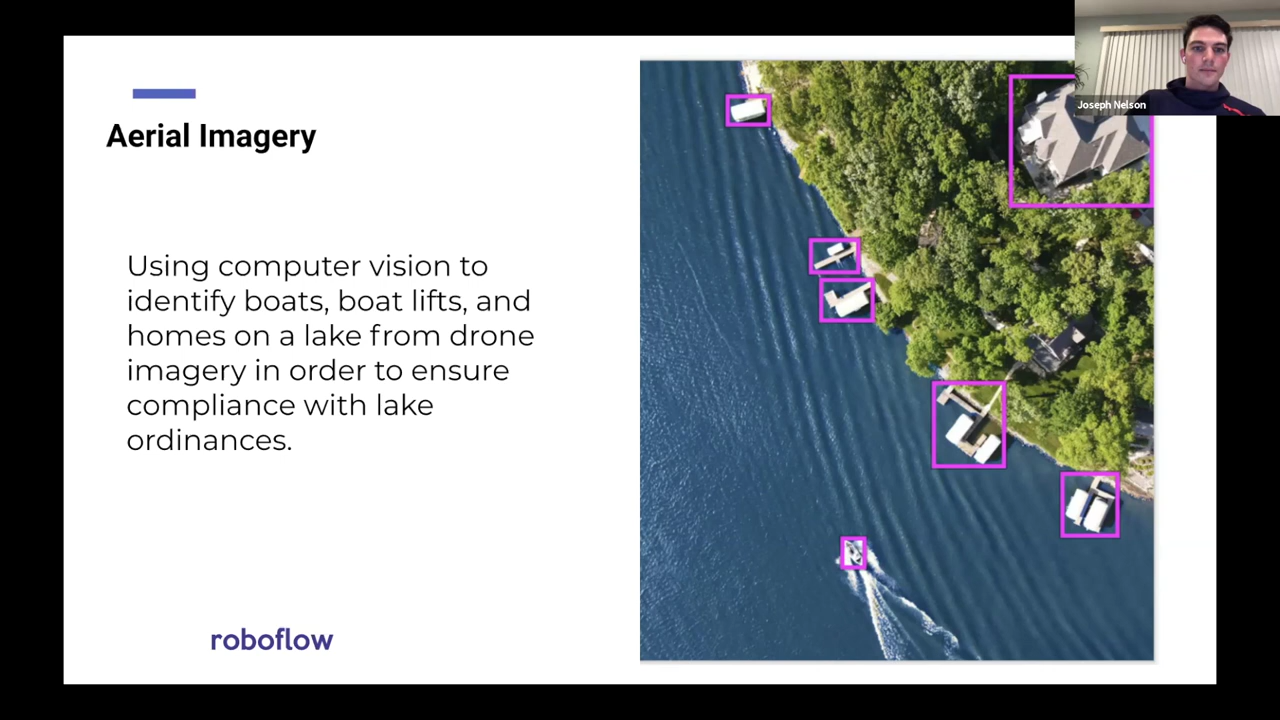 Joseph Nelson
Aerial Imagery
Using computer vision to
identify boats, boat lifts, and
homes on a lake from drone
imagery in order to ensure
compliance with lake
ordinances.
roboflow